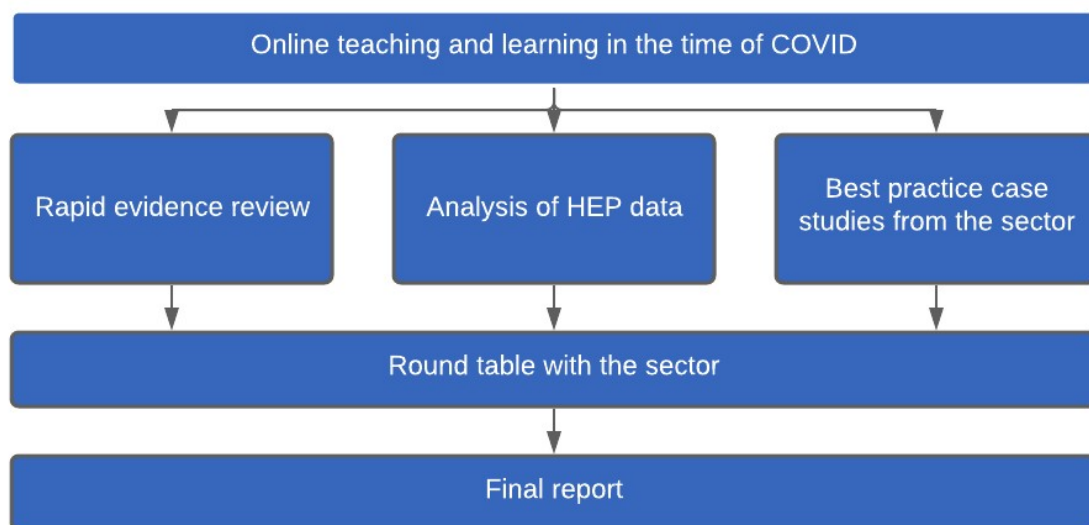 Online teaching and learning in the time of COVID
Rapid evidence review
Analysis of HEP data
Best practice case
studies from the sector
Round table with the sector
Final report